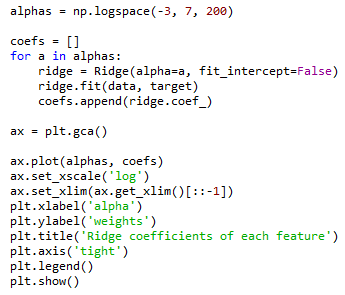 alphas = np.logspace(-3, 7, 200)

coefs = []
for a in alphas:
    ridge = Ridge(alpha=a, fit_intercept=False)
    ridge.fit(data, target)
    coefs.append(ridge.coef_)

ax = plt.gca()

ax.plot(alphas, coefs)
ax.set_xscale('log')
ax.set_xlim(ax.get_xlim()[::-1])
plt.xlabel('alpha')
plt.ylabel('weights')
plt.title('Ridge coefficients of each feature')
plt.axis('tight')
plt.legend()
plt.show()